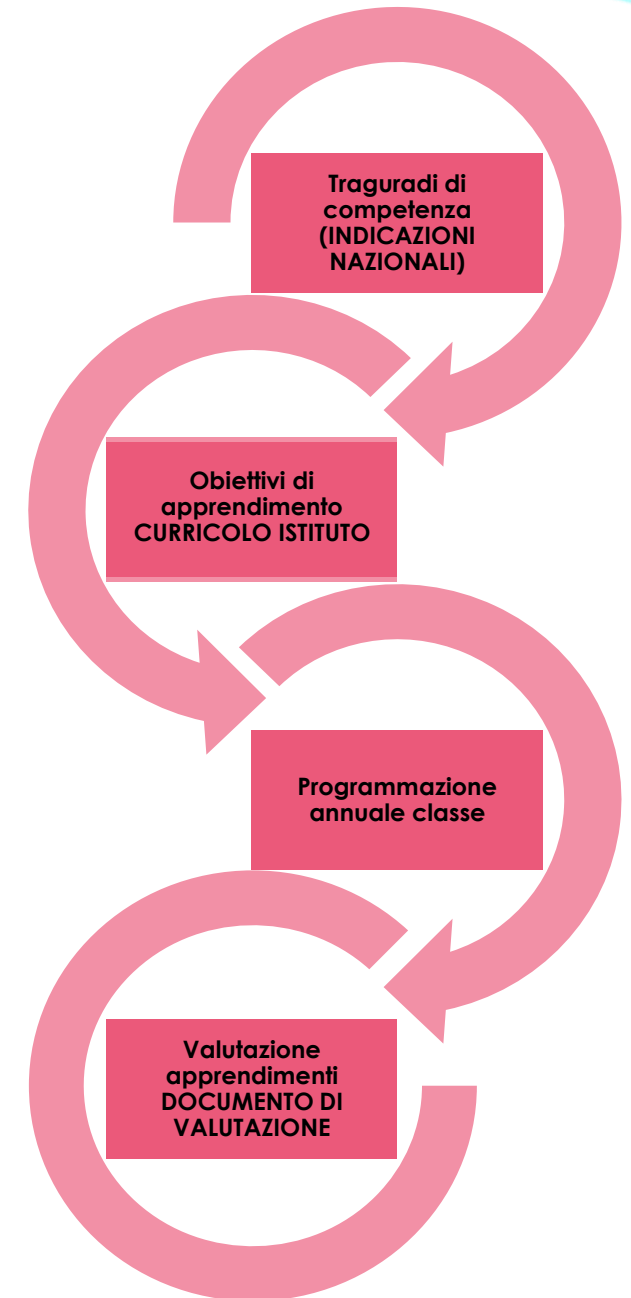 Traguradi di
competenza
(INDICAZIONI
NAZIONALI)
Obiettivi di
apprendimento
CURRICOLO ISTITUTO
Programmazione
annuale classe
Valutazione
apprendimenti
DOCUMENTO DI
VALUTAZIONE